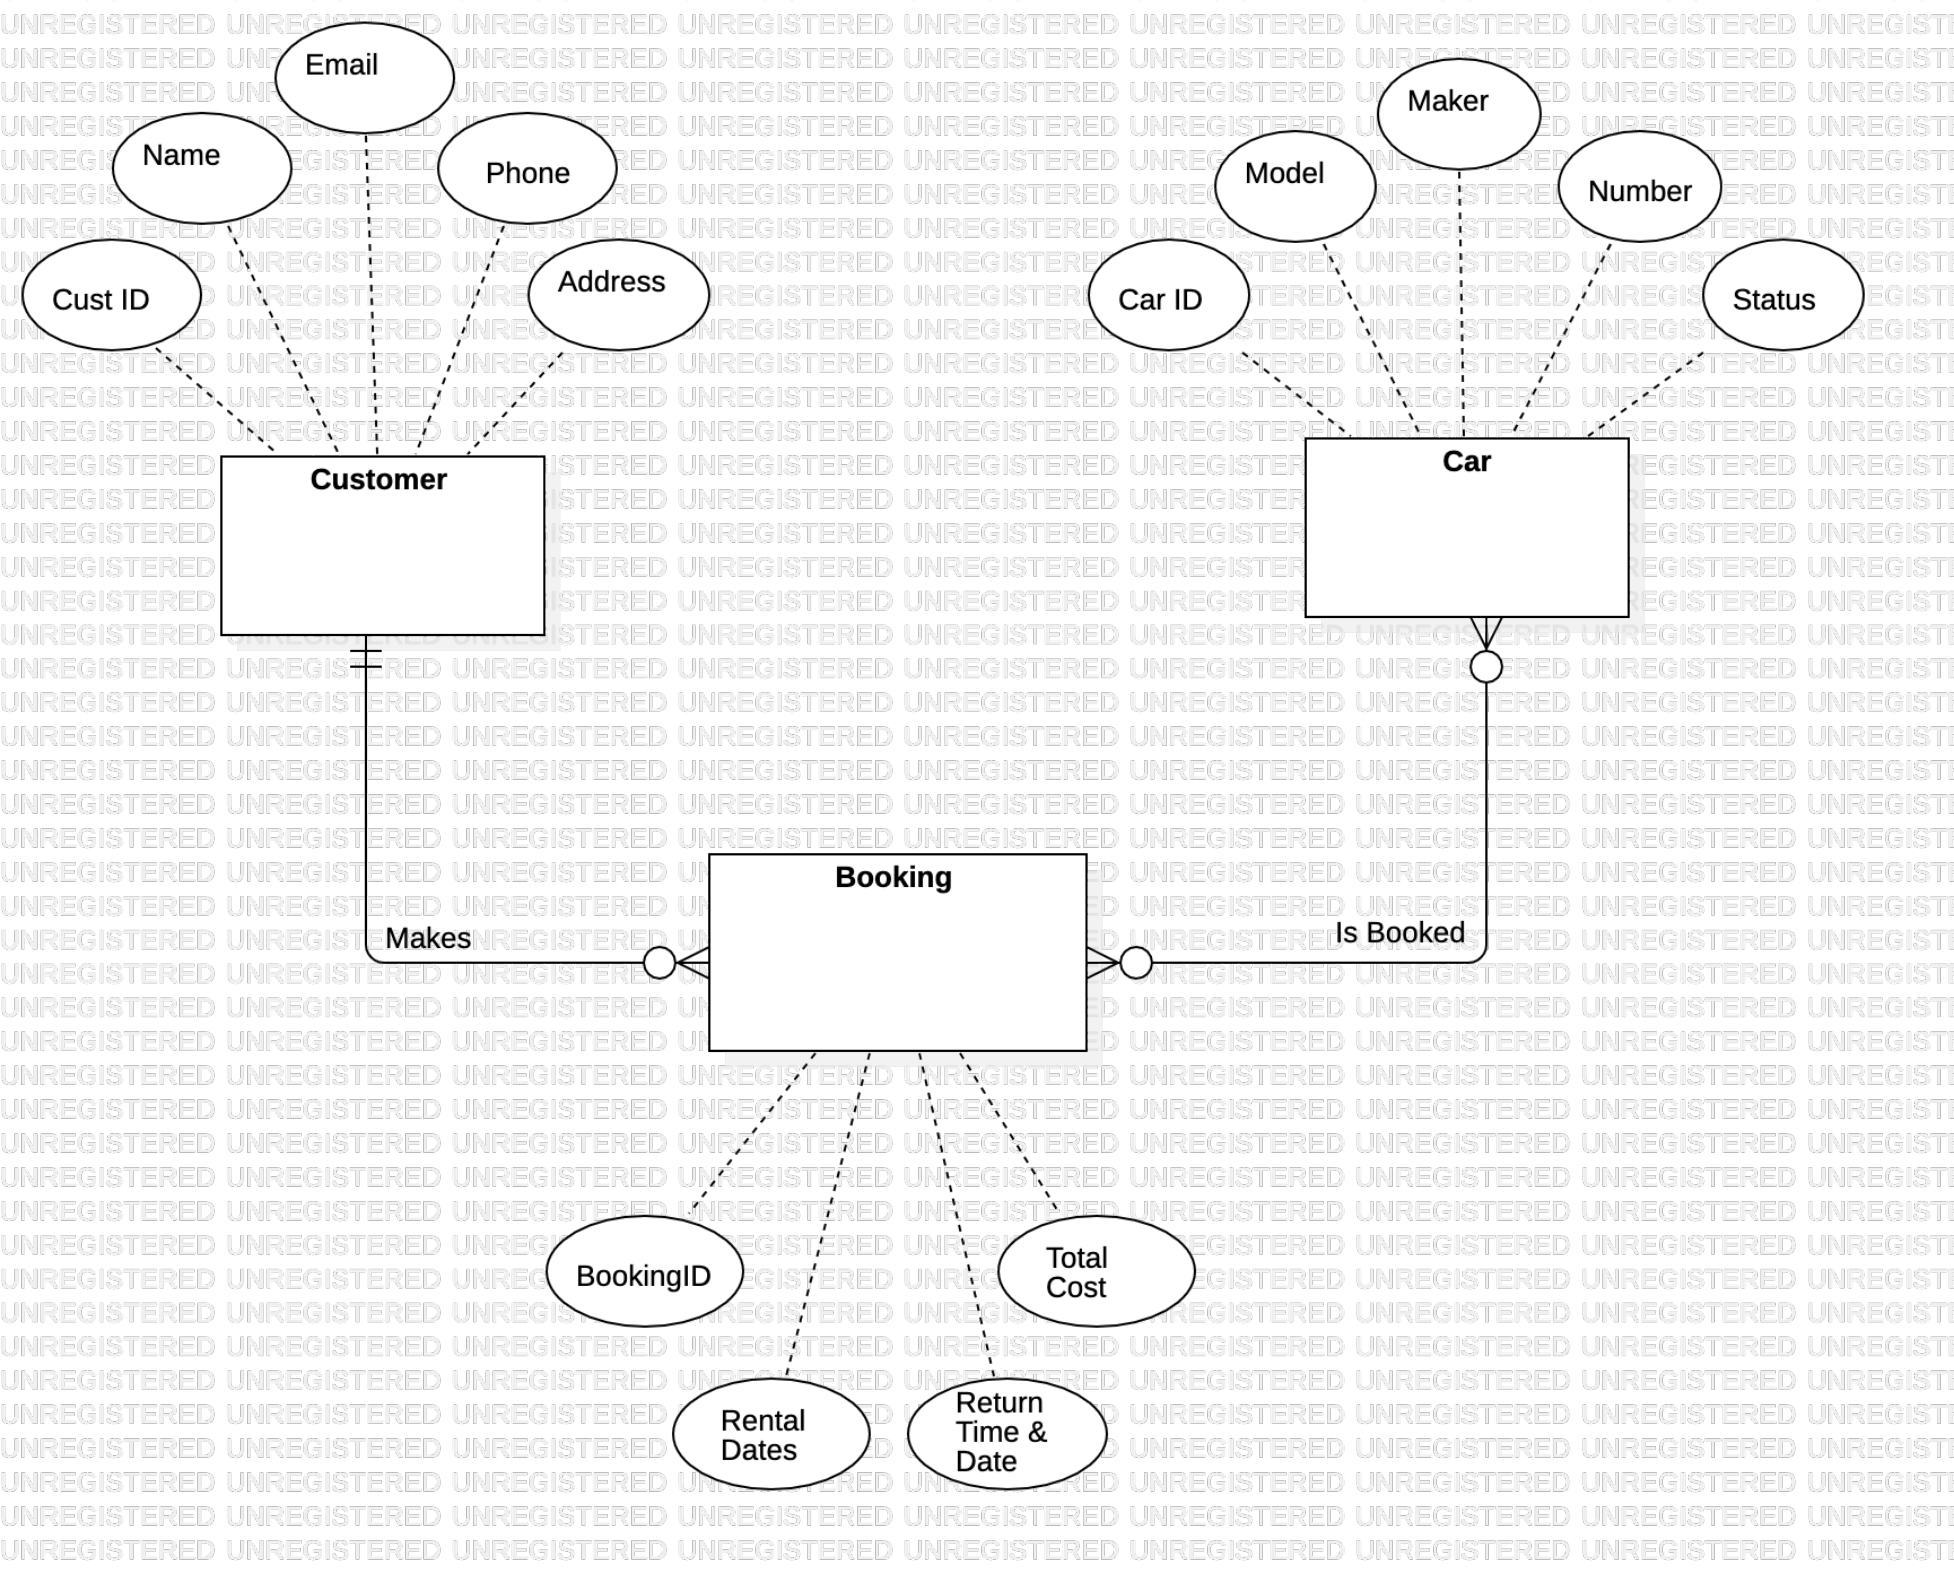 Email
Name
Phone
Cust ID
Address
Customer
Maker
Model
Number
Car ID
Status
Car
Makes
Booking
Is Booked
BookingID
Total
Cost
Rental
Dates
Return
Time &
Date
UNREGISTERED